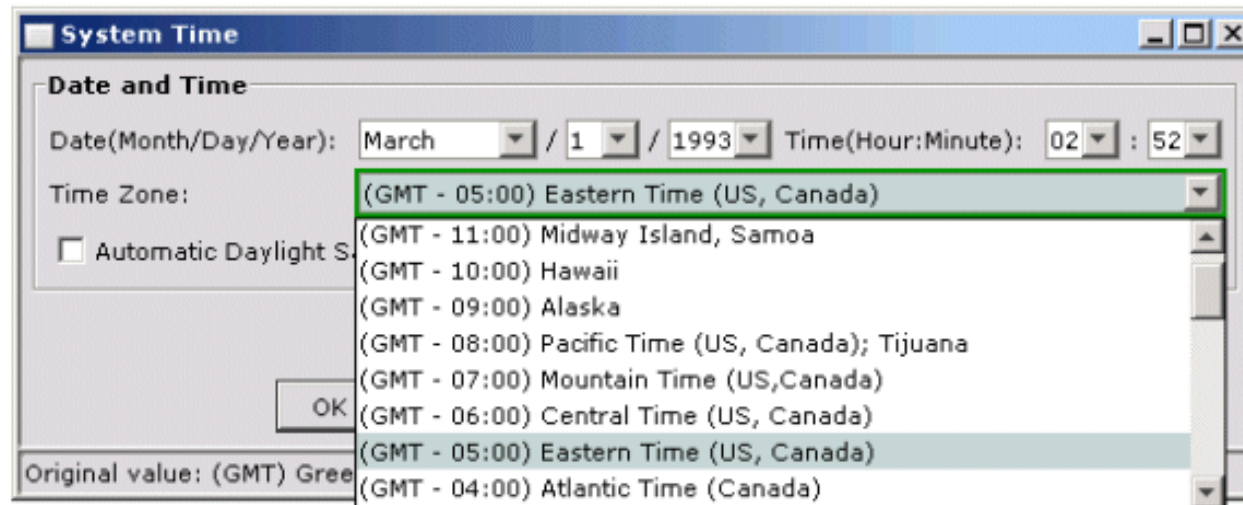 System Time
Date and Time
Date(Month/Day/Year): March / 1 / 1993 Time(Hour:Minute): 02 : 52
Time Zone: (GMT - 05:00) Eastern Time (US, Canada)
Automatic Daylight
(GMT - 11:00) Midway Island, Samoa
(GMT - 10:00) Hawaii
(GMT - 09:00) Alaska
(GMT - 08:00) Pacific Time (US, Canada); Tijuana
(GMT - 07:00) Mountain Time (US,Canada)
OK
(GMT - 06:00) Central Time (US, Canada)
(GMT - 05:00) Eastern Time (US, Canada)
Original value: (GMT) Gree
(GMT - 04:00) Atlantic Time (Canada)